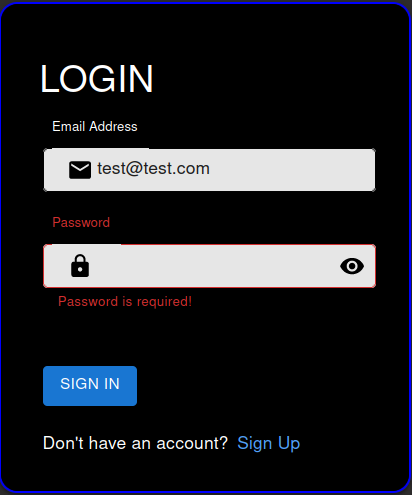 LOGIN
Email Address
test@test.com
Password
Password is required!
SIGN IN
Don't have an account? Sign Up